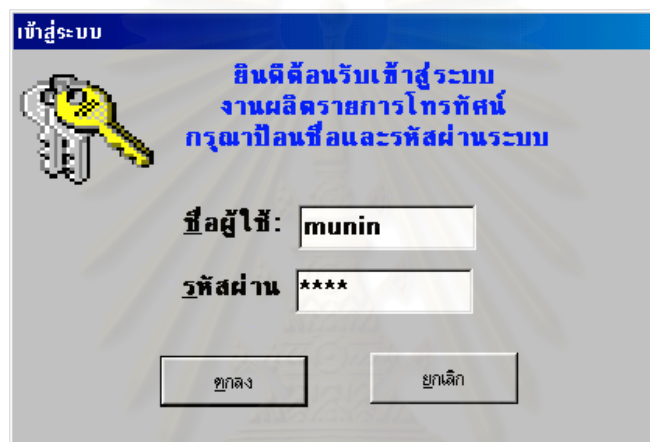 เข้าสู่ระบบ
ยินดีต้อนรับเข้าสู่ระบบ
งานผลิตรายการโทรทัศน์
กรุณาป้อนชื่อและรหัสผ่านระบบ
ชื่อผู้ใช้: munin
รหัสผ่าน ****
ตกลง ยกเลิก